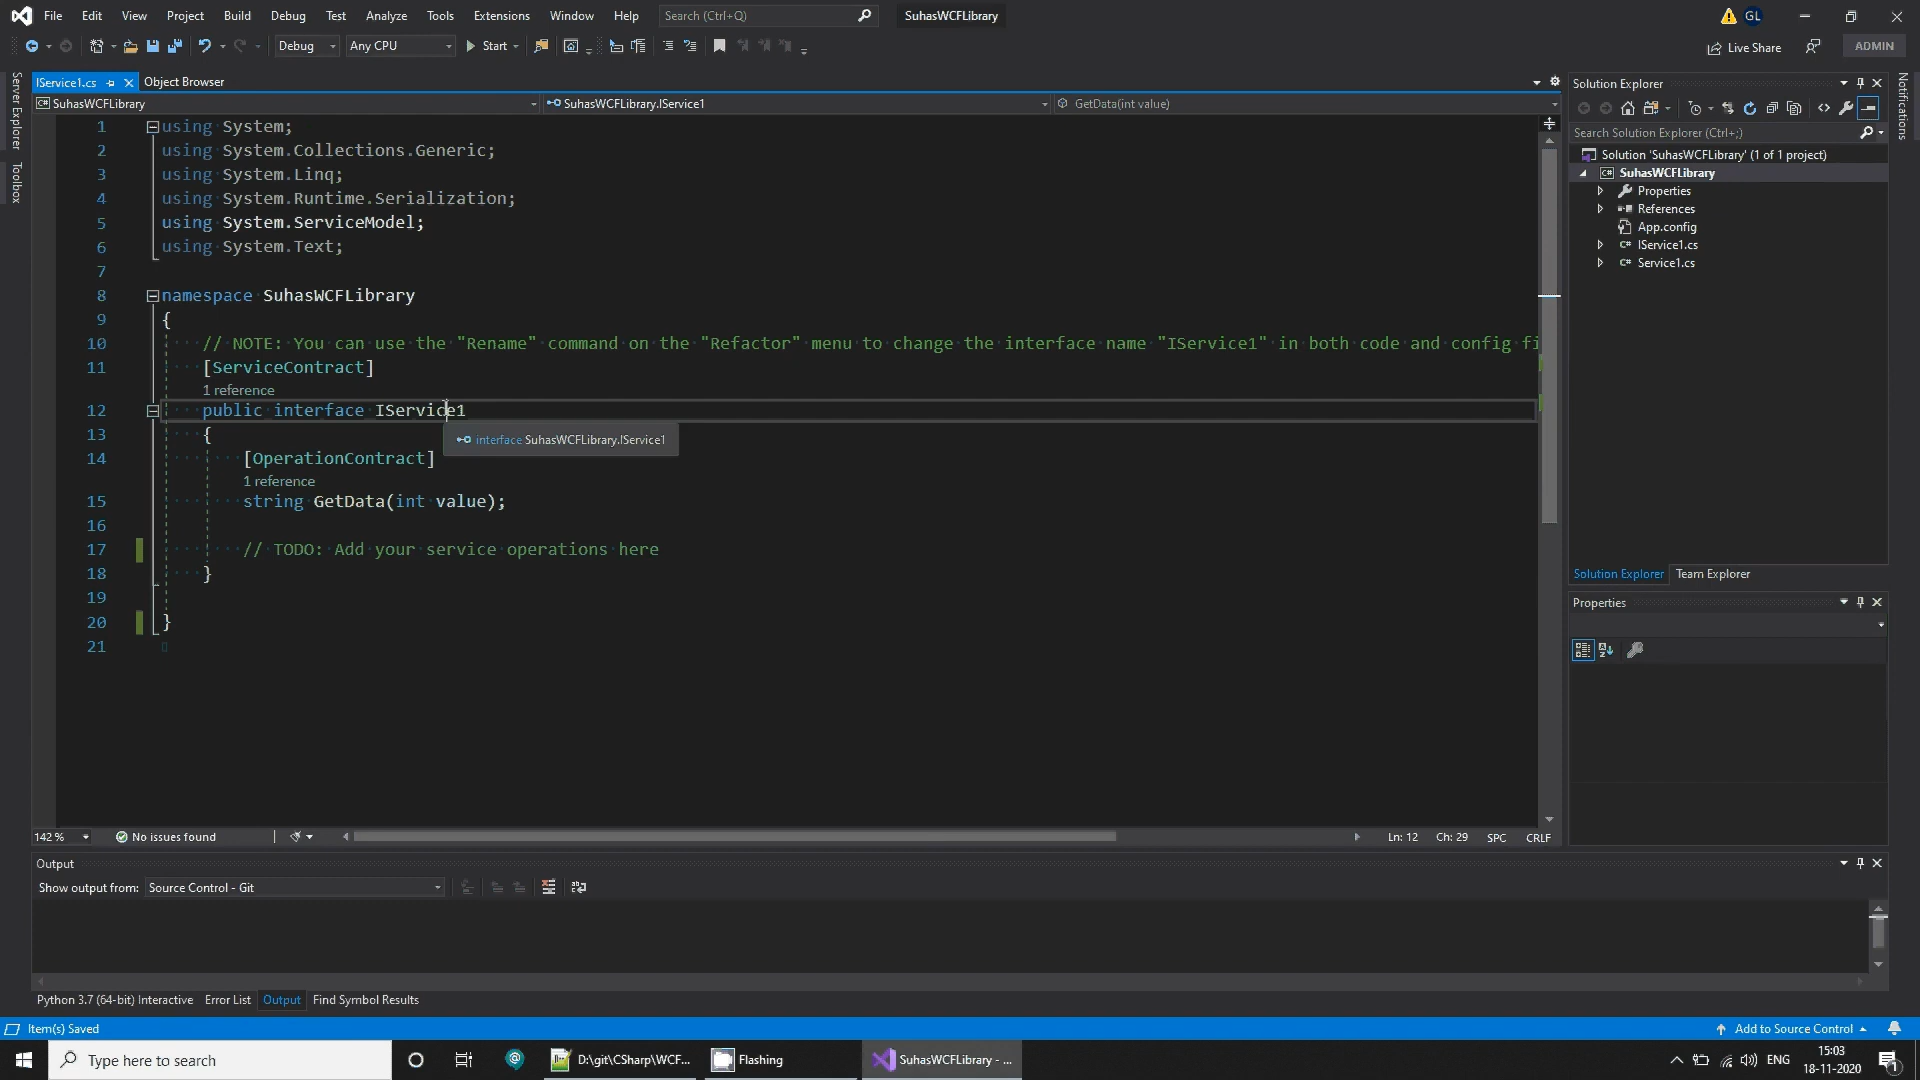 File Edit View Project Build Debug Test Analyze Tools Extensions Window Help Search (Ctrl+Q) SuhasWCFLibrary GL
Debug Any CPU Start Live Share ADMIN
Server Explorer
Toolbox
IService1.cs Object Browser
SuhasWCFLibrary SuhasWCFLibrary.IService1 GetData(int value)
1 using System;
2 using System.Collections.Generic;
3 using System.Linq;
4 using System.Runtime.Serialization;
5 using System.ServiceModel;
6 using System.Text;
7
8 namespace SuhasWCFLibrary
9 {
10 // NOTE: You can use the "Rename" command on the "Refactor" menu to change the interface name "IService1" in both code and config fi
11 [ServiceContract]
1 reference
12 public interface IService1
13 {
interface SuhasWCFLibrary.IService1
14 [OperationContract]
1 reference
15 string GetData(int value);
16
17 // TODO: Add your service operations here
18 }
19
20 }
21
142 % No issues found Ln: 12 Ch: 29 SPC CRLF
Solution Explorer
Search Solution Explorer (Ctrl+;)
Solution 'SuhasWCFLibrary' (1 of 1 project)
C# SuhasWCFLibrary
Properties
References
App.config
C# IService1.cs
C# Service1.cs
Solution Explorer Team Explorer
Properties
Notifications
Output
Show output from: Source Control - Git
Python 3.7 (64-bit) Interactive Error List Output Find Symbol Results
Item(s) Saved Add to Source Control
Type here to search D:\git\CSharp\WCF... Flashing SuhasWCFLibrary - ... ENG 15:03
18-11-2020 1